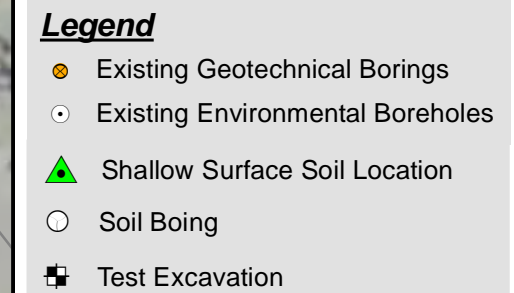 Legend
Existing Geotechnical Borings
Existing Environmental Boreholes
Shallow Surface Soil Location
Soil Boing
Test Excavation